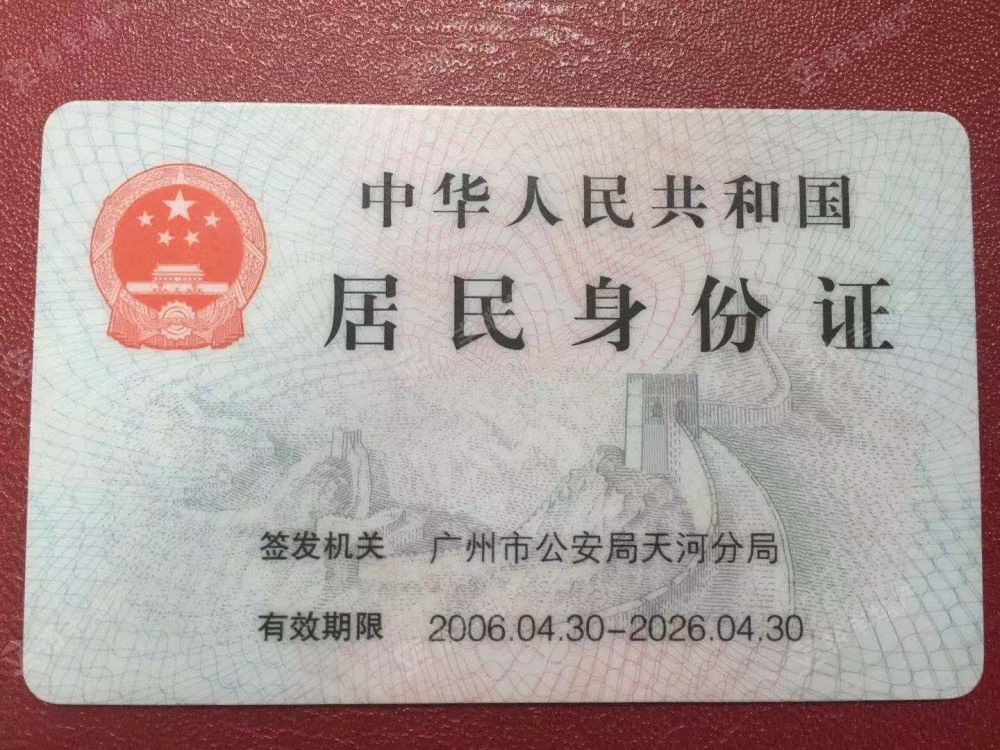 中华人民共和国
居民身份证
签发机关 广州市公安局天河分局
有效期限 2006.04.30-2026.04.30